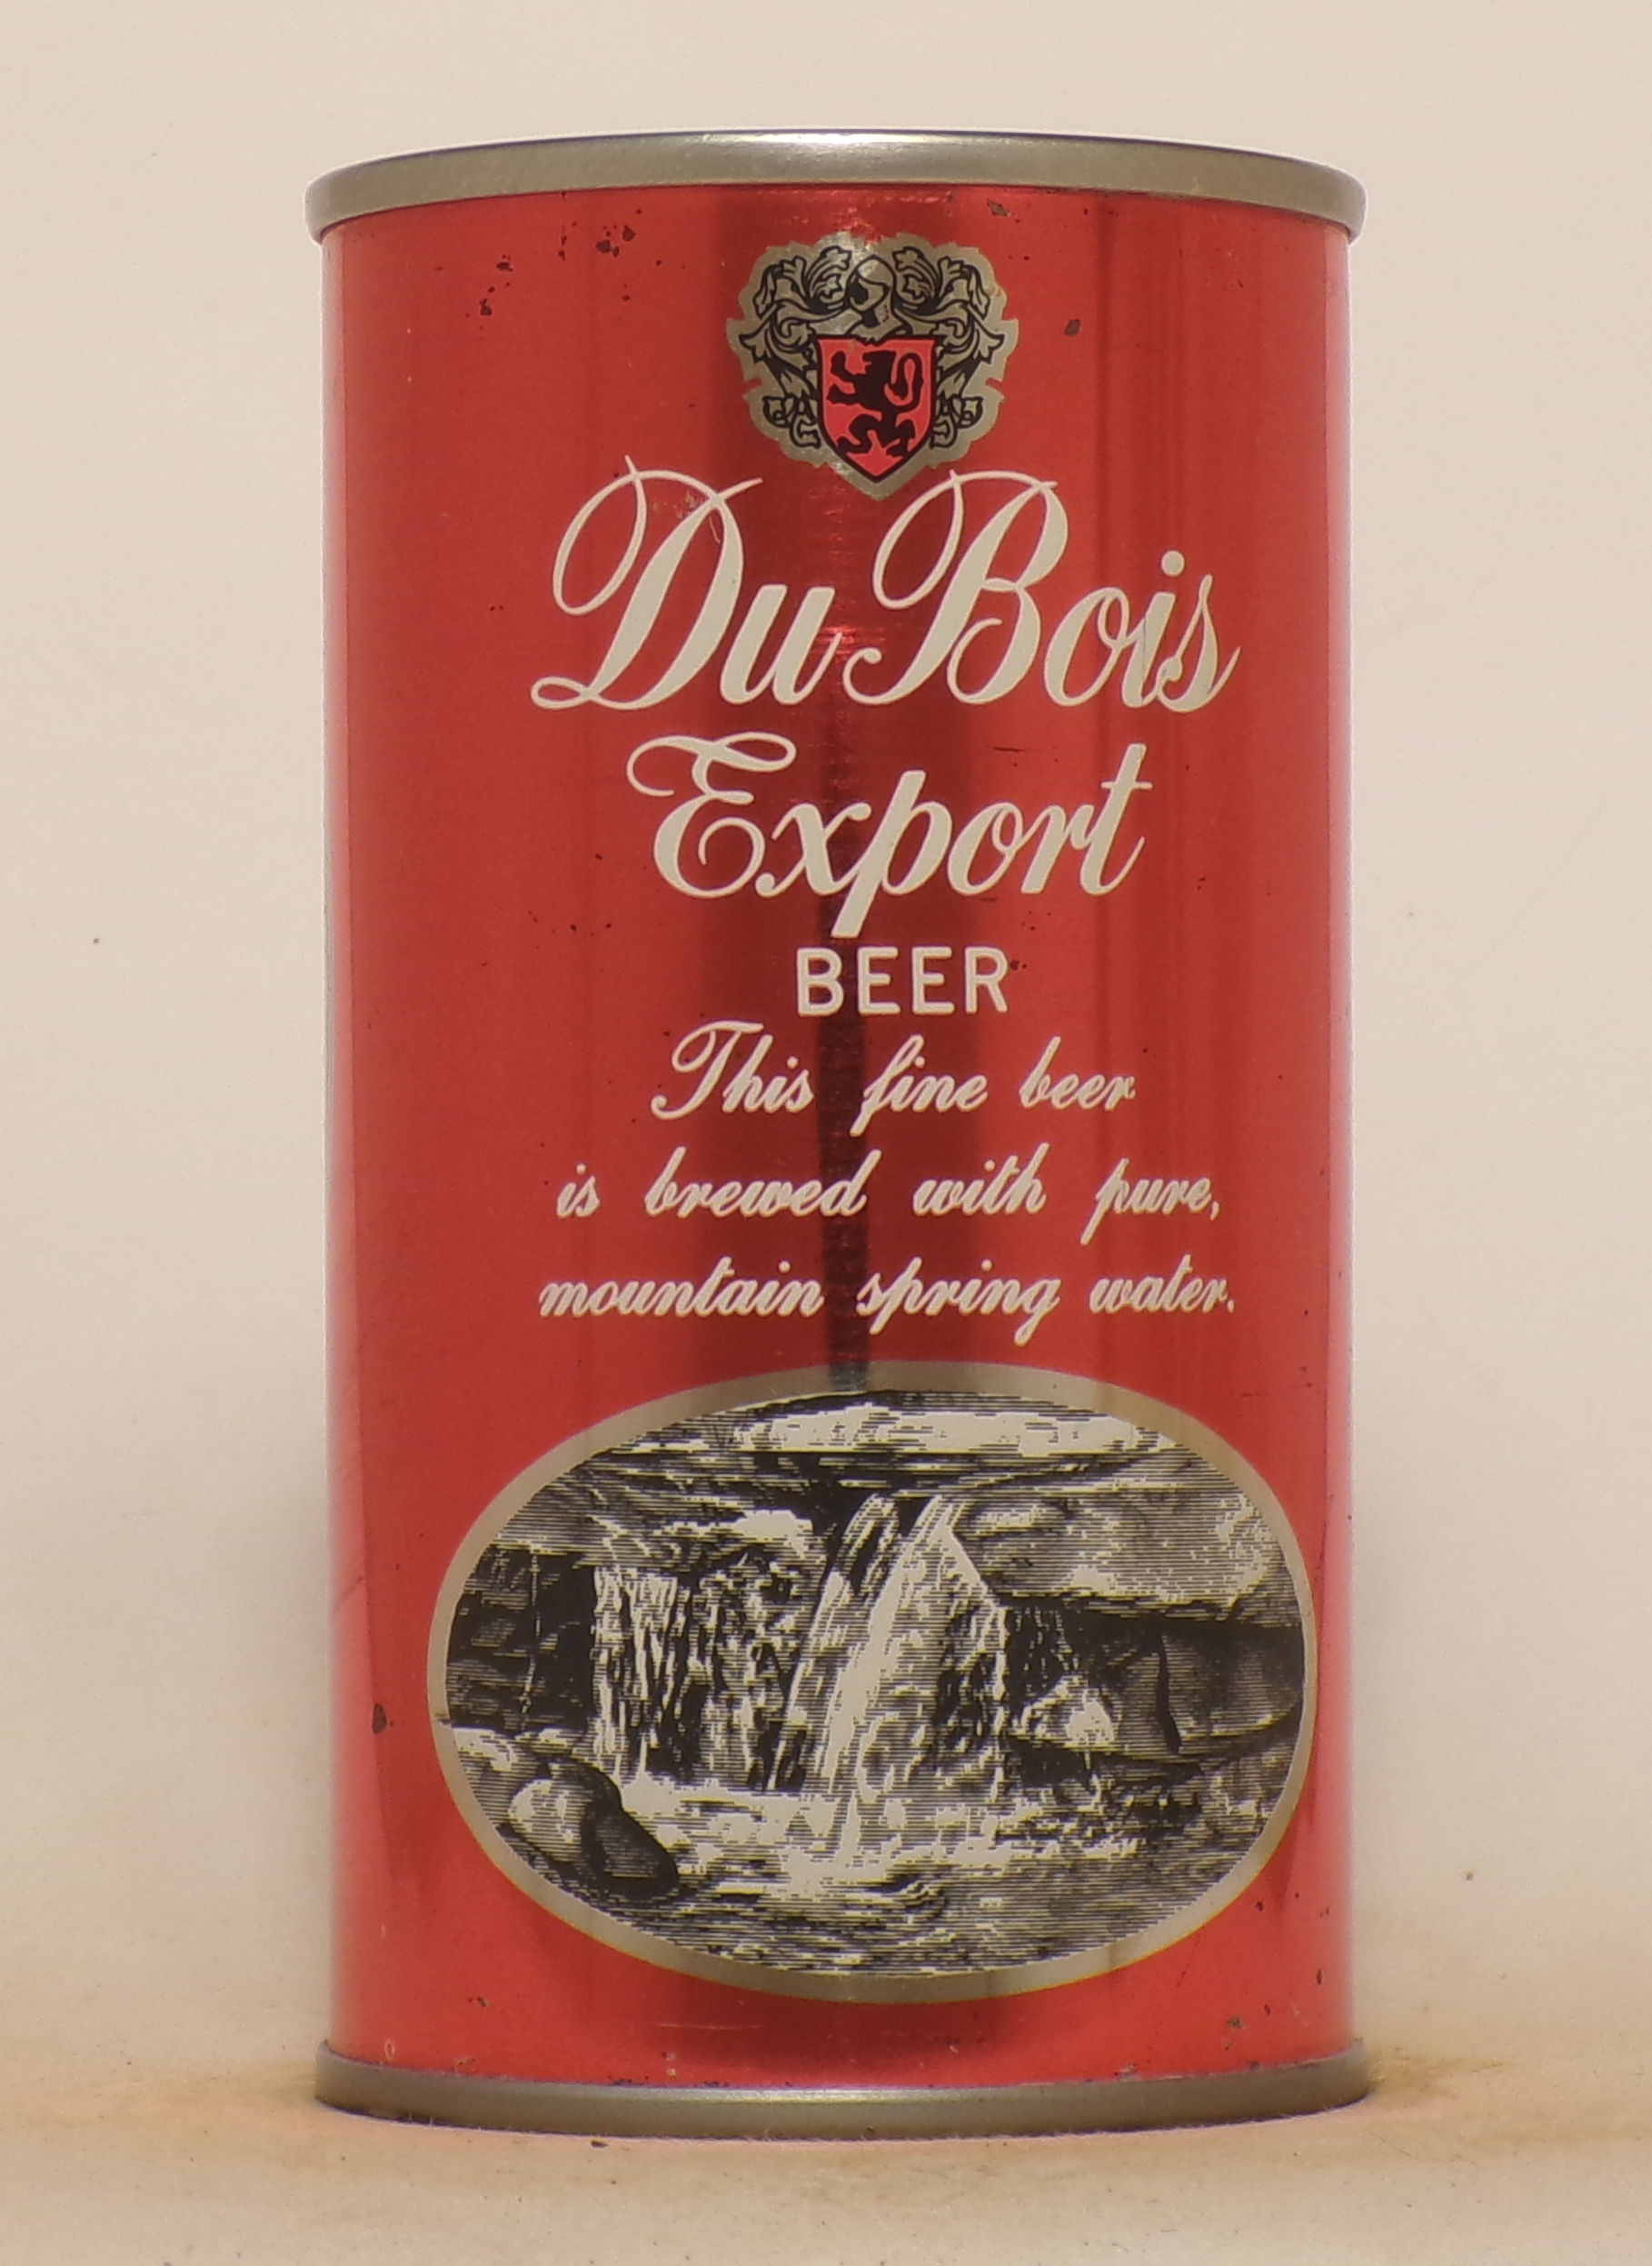 Du Bois
Export
BEER
This fine beer
is brewed with pure,
mountain spring water.